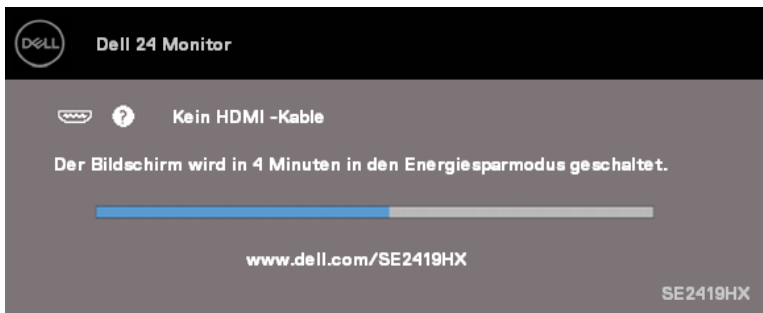 DELL
Dell 24 Monitor
? Kein HDMI -Kable
Der Bildschirm wird in 4 Minuten in den Energiesparmodus geschaltet.
www.dell.com/SE2419HX
SE2419HX